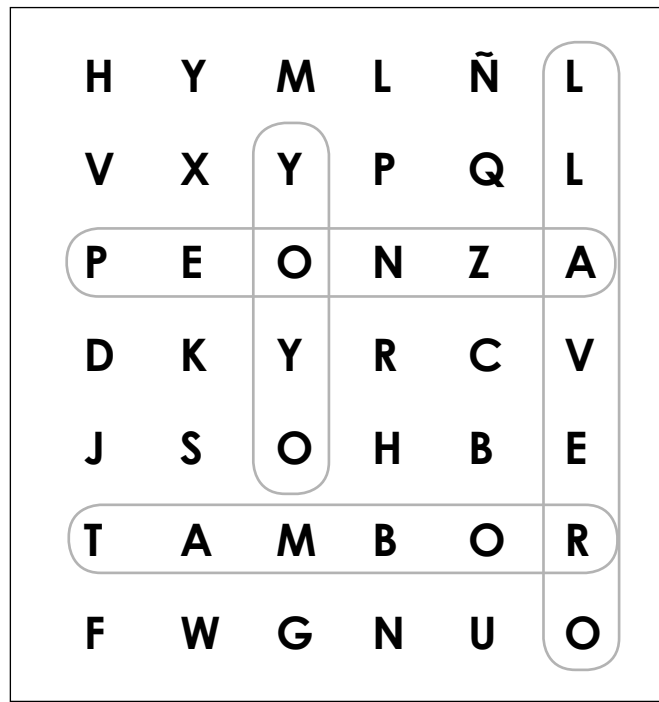 H Y M L Ñ L
V X Y P Q L
P E O N Z A
D K Y R C V
J S O H B E
T A M B O R
F W G N U O